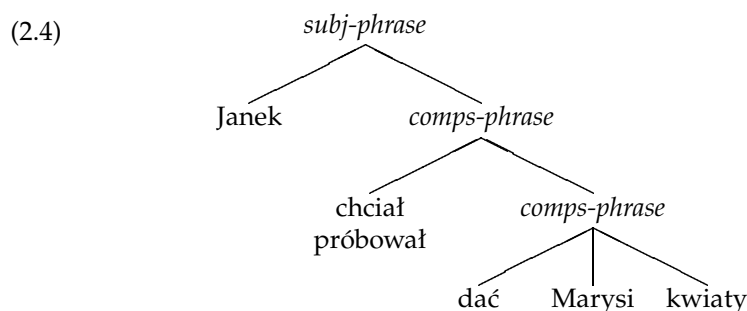 (2.4)
subj-phrase
Janek
comps-phrase
chciał
próbował
comps-phrase
dać
Marysi
kwiaty